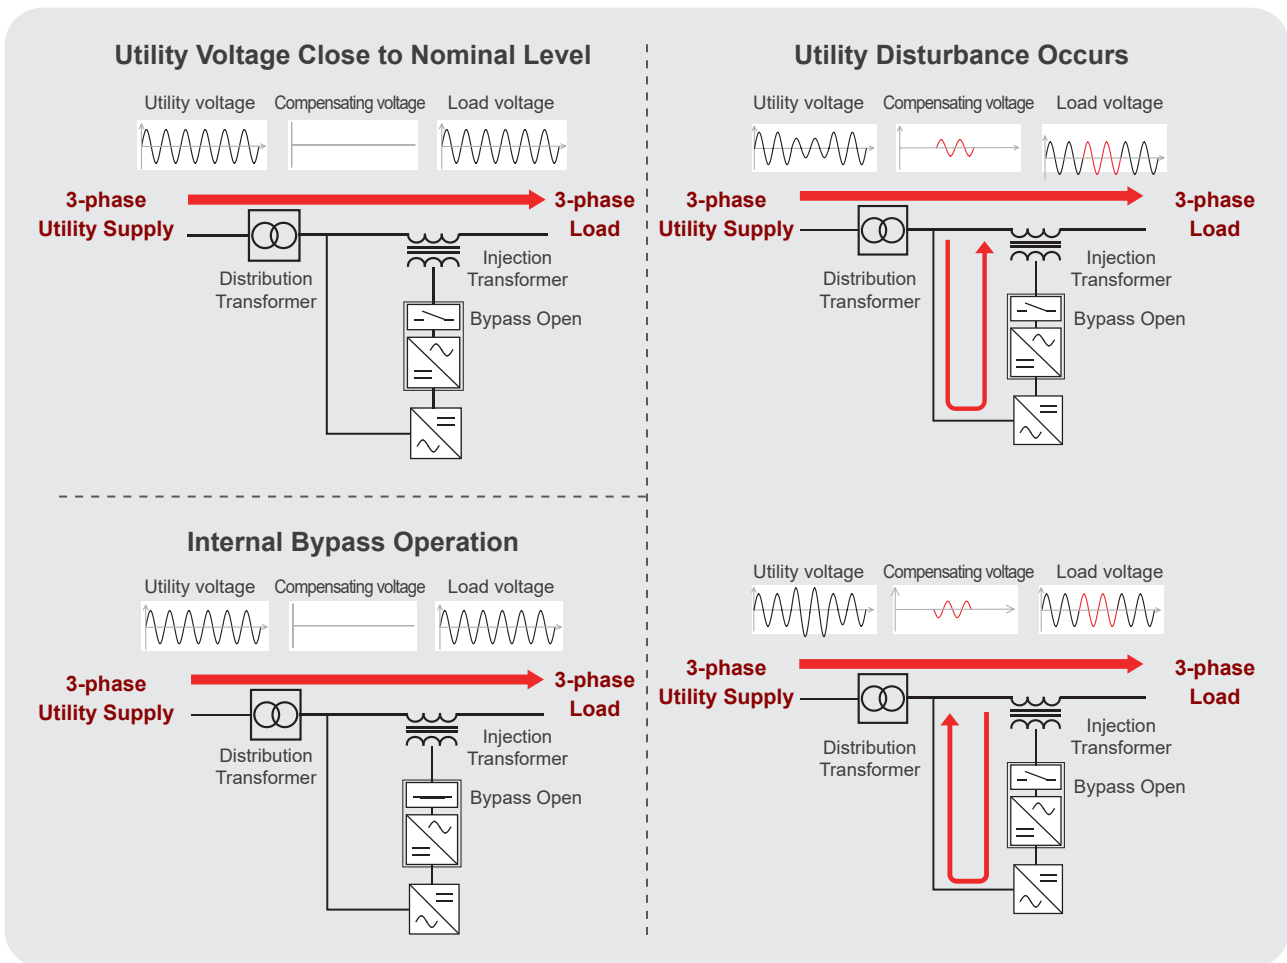 Utility Voltage Close to Nominal Level
Utility voltage
Compensating voltage
Load voltage
3-phase
Utility Supply
3-phase
Load
Distribution
Transformer
Injection
Transformer
Bypass Open
Utility Disturbance Occurs
Utility voltage
Compensating voltage
Load voltage
3-phase
Utility Supply
3-phase
Load
Distribution
Transformer
Injection
Transformer
Bypass Open
Internal Bypass Operation
Utility voltage
Compensating voltage
Load voltage
3-phase
Utility Supply
3-phase
Load
Distribution
Transformer
Injection
Transformer
Bypass Open
Utility voltage
Compensating voltage
Load voltage
3-phase
Utility Supply
3-phase
Load
Distribution
Transformer
Injection
Transformer
Bypass Open